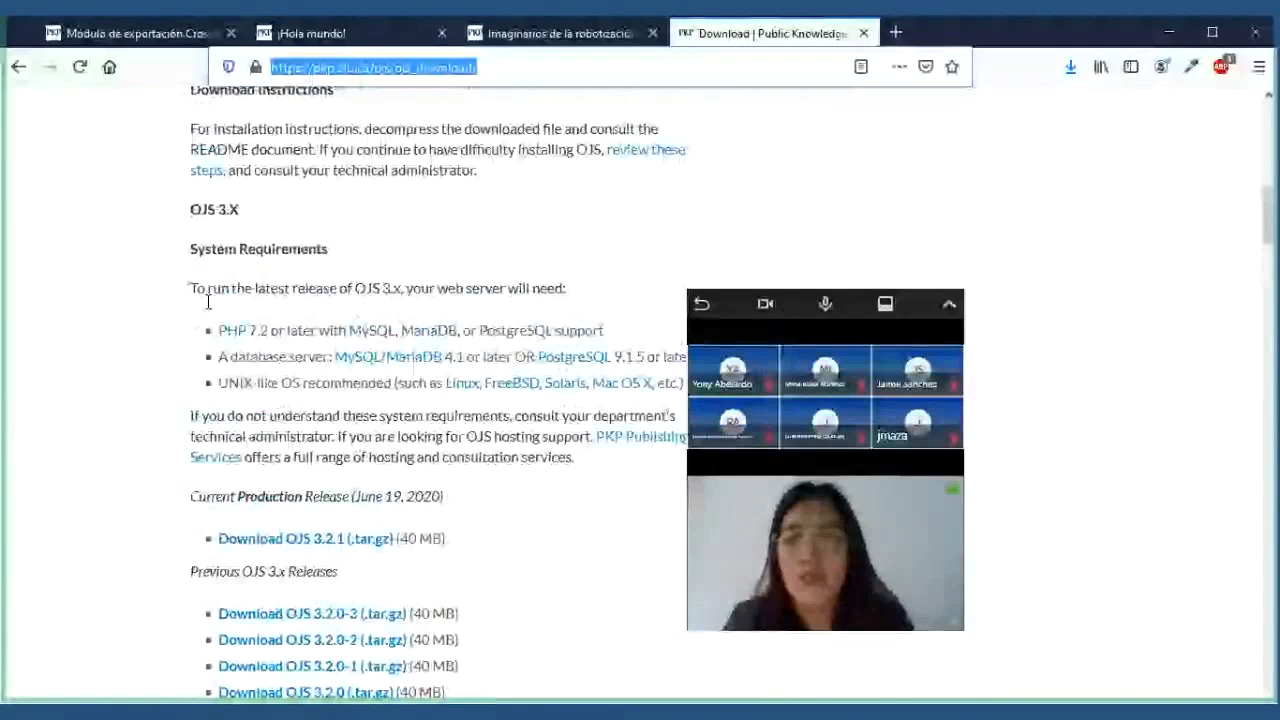 Módulo de exportación Cros
¡Hola mundo!
Imaginarios de la robotizació
Download | Public Knowledge
Download Instructions
For installation instructions, decompress the downloaded file and consult the
README document. If you continue to have difficulty installing OJS, review these
steps, and consult your technical administrator.
OJS 3.X
System Requirements
To run the latest release of OJS 3.x, your web server will need:
PHP 7.2 or later with MySQL, MariaDB, or PostgreSQL support
A database server: MySQL/MariaDB 4.1 or later OR PostgreSQL 9.1.5 or late
UNIX-like OS recommended (such as Linux, FreeBSD, Solaris, Mac OS X, etc.)
If you do not understand these system requirements, consult your department's
technical administrator. If you are looking for OJS hosting support, PKP Publishing
Services offers a full range of hosting and consultation services.
Current Production Release (June 19, 2020)
Download OJS 3.2.1 (.tar.gz) (40 MB)
Previous OJS 3.x Releases
Download OJS 3.2.0-3 (.tar.gz) (40 MB)
Download OJS 3.2.0-2 (.tar.gz) (40 MB)
Download OJS 3.2.0-1 (.tar.gz) (40 MB)
Download OJS 3.2.0 (.tar.gz) (40 MB)
YA
JS
Yony Abelardo
Jaime Sanchez
RA
J
J
jmaza